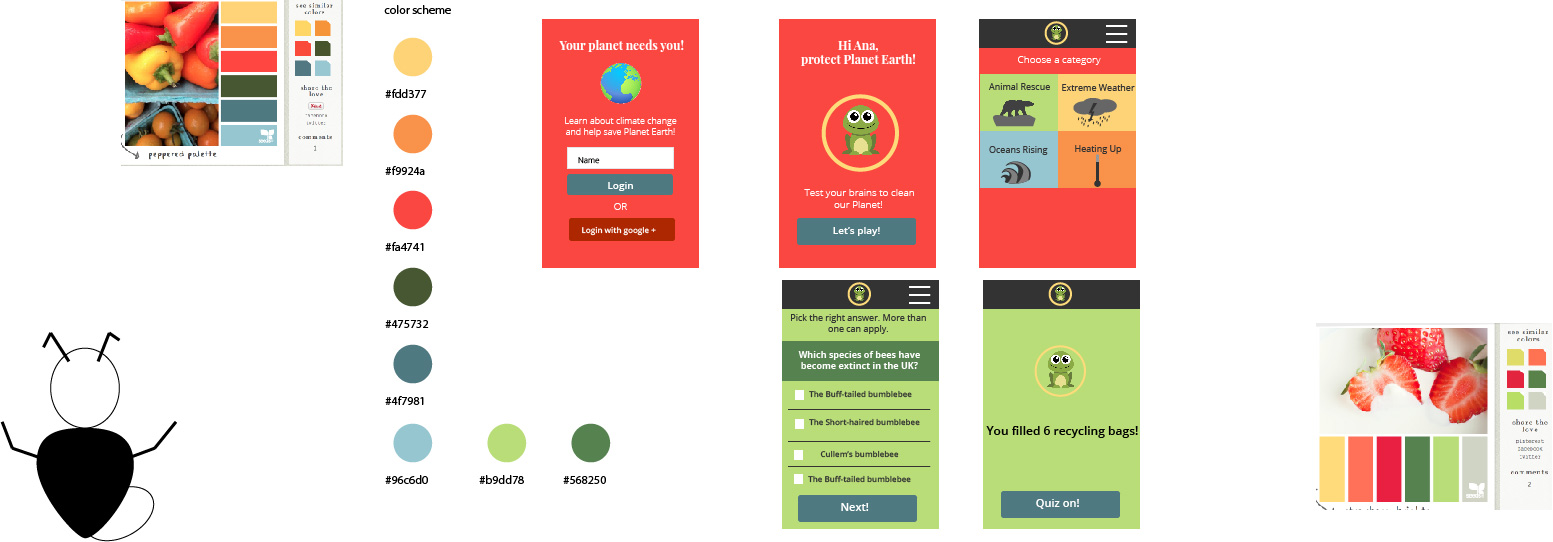 see similar
colors
share the
love
comments
peppered palette
color scheme
#fdd377
#f9924a
#fa4741
#475732
#4f7981
#96c6d0
#b9dd78
#568250
Your planet needs you!
Learn about climate change
and help save Planet Earth!
Name
Login
OR
Login with google +
Hi Ana,
protect Planet Earth!
Test your brains to clean
our Planet!
Let's play!
Choose a category
Animal Rescue
Extreme Weather
Oceans Rising
Heating Up
Pick the right answer. More than
one can apply.
Which species of bees have
become extinct in the UK?
The Buff-tailed bumblebee
The Short-haired bumblebee
Cullem's bumblebee
The Buff-tailed bumblebee
Next!
You filled 6 recycling bags!
Quiz on!
see similar
colors
share the
love
pinterest
facebook
twitter
comments
2